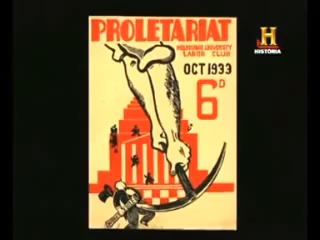 PROLETARIAT
MELBOURNE UNIVERSITY
LABOR CLUB
OCT 1933
6D
H
HISTORIA